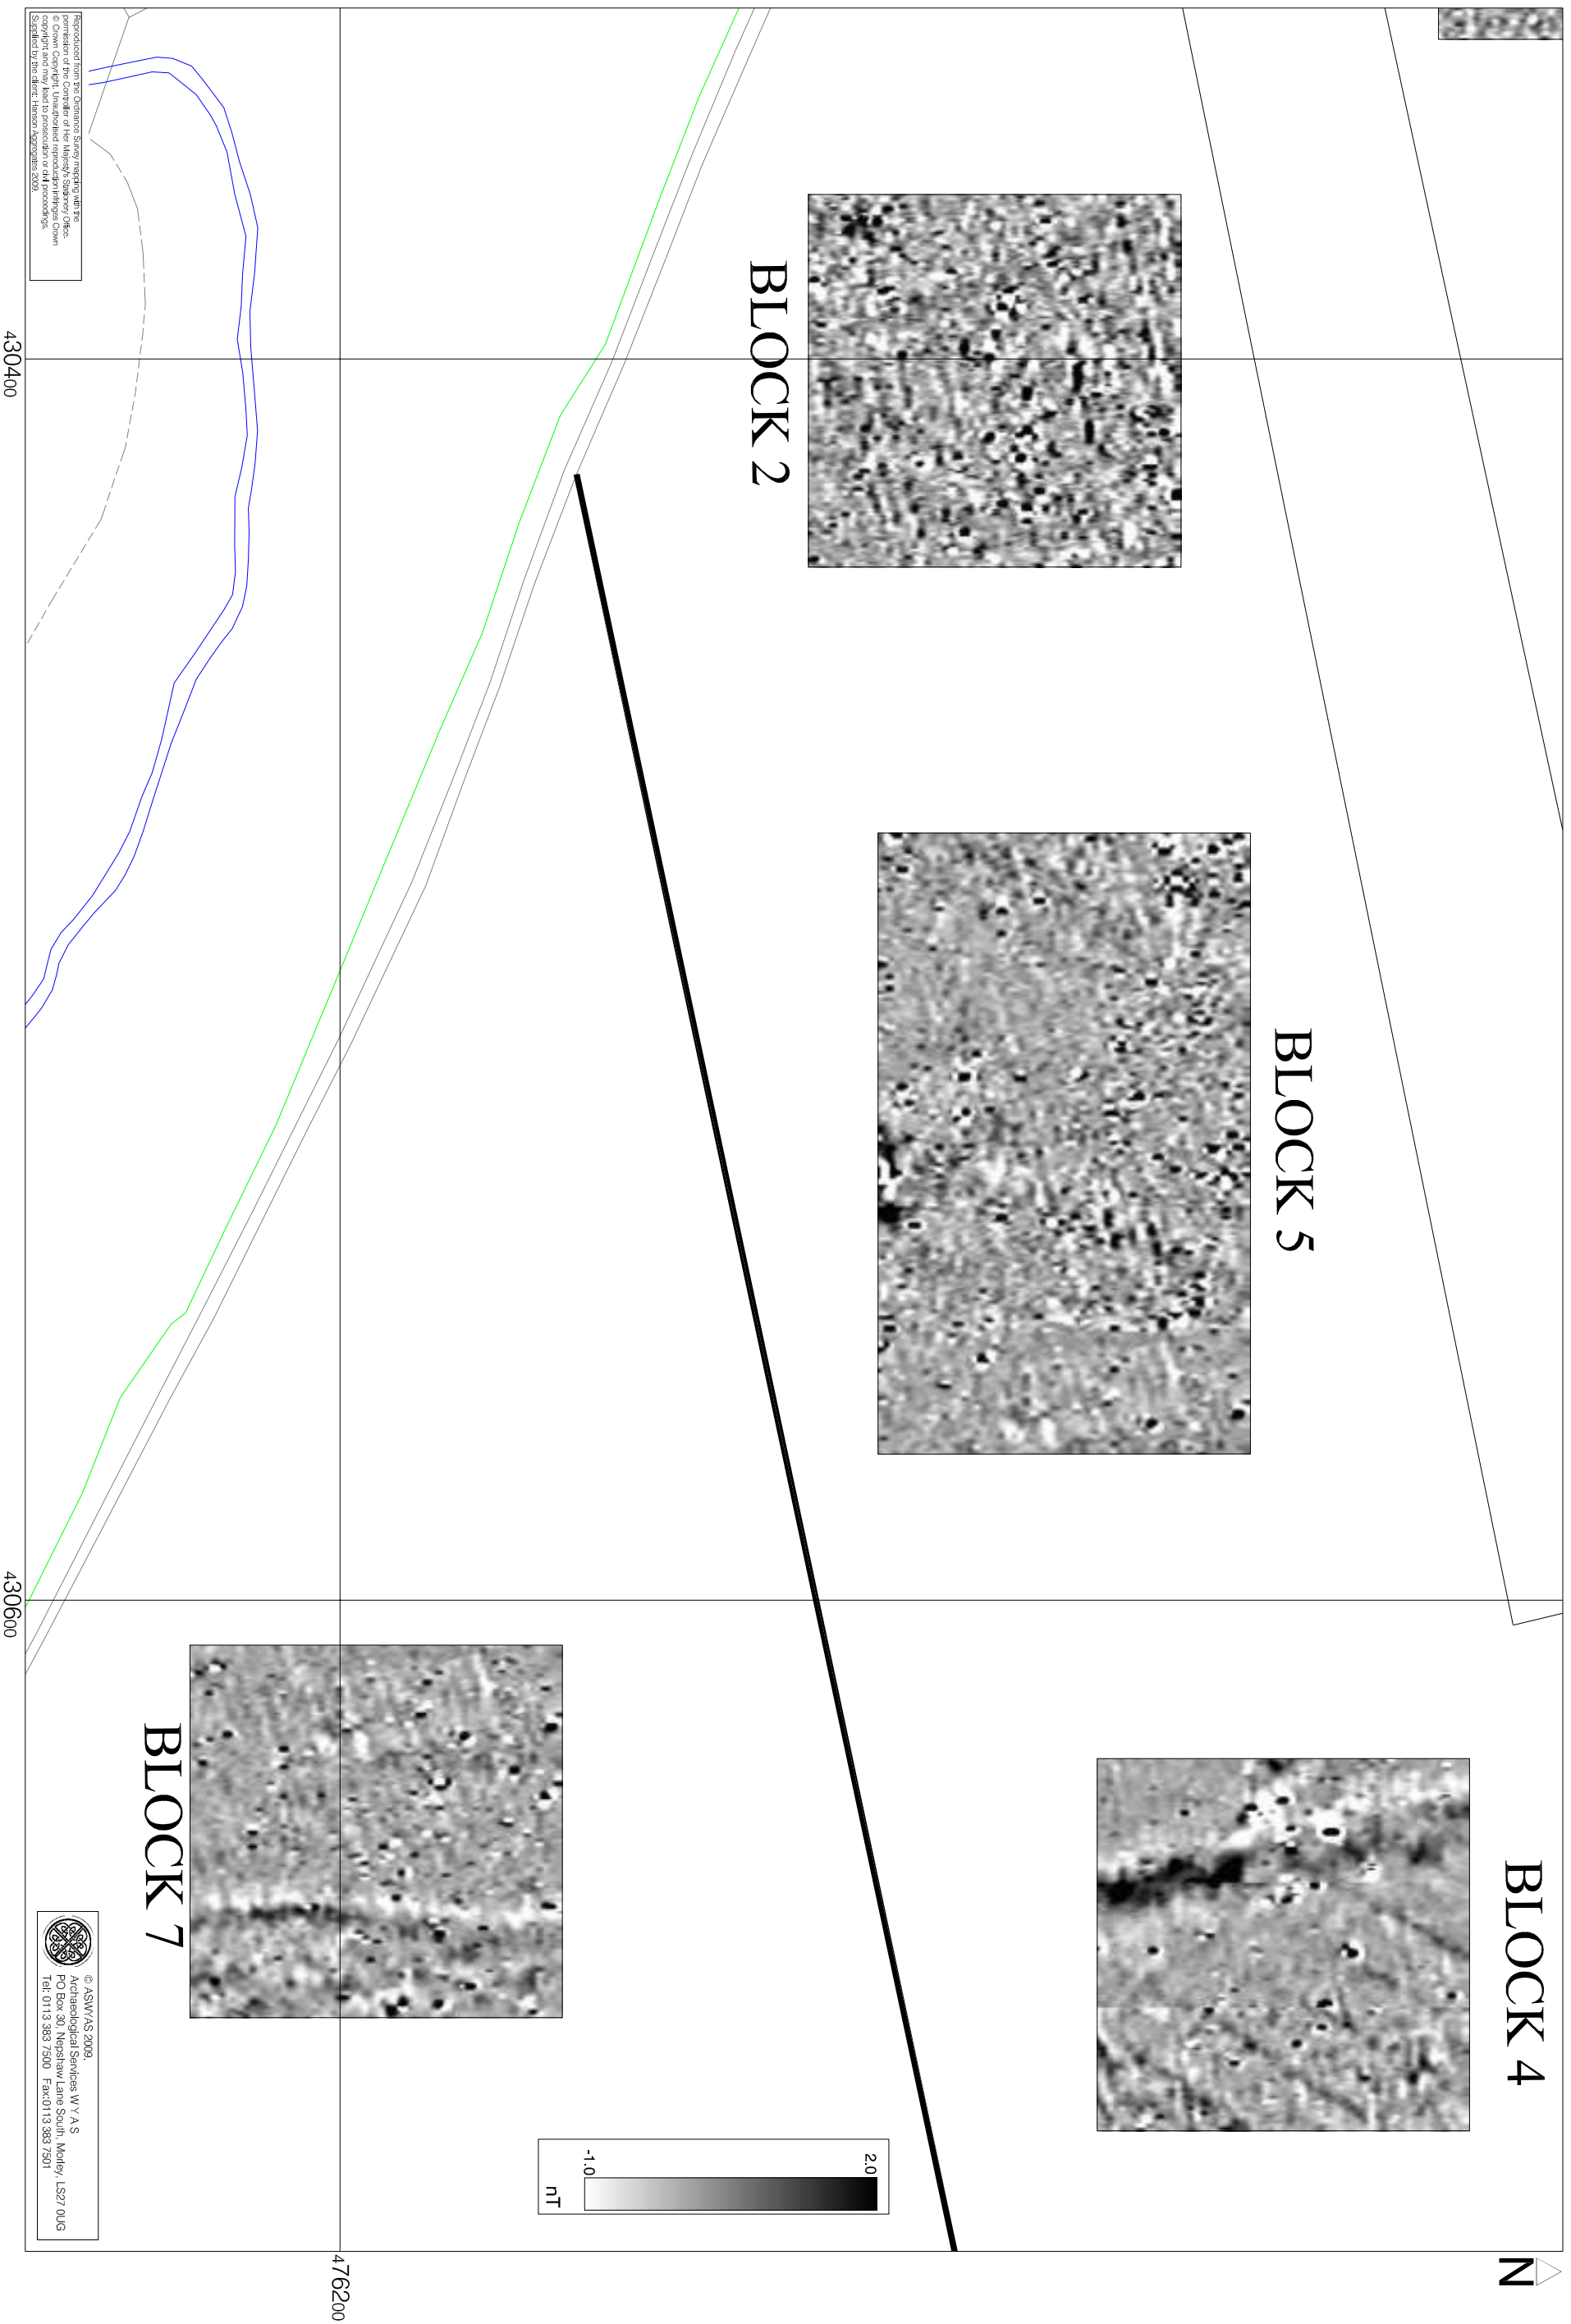 N
BLOCK 4
BLOCK 5
BLOCK 2
BLOCK 7
2.0
-1.0
nT
476200
430400
430600
Reproduced from the Ordnance Survey mapping with the
permission of the Controller of Her Majesty's Stationery Office.
© Crown Copyright. Unauthorised reproduction infringes Crown
copyright and may lead to prosecution or civil proceedings.
Supplied by the client: Hanson Aggregates 2009.
© ASWYAS 2009.
Archaeological Services W Y A S
PO Box 30, Nepshaw Lane South, Morley, LS27 0UG
Tel: 0113 383 7500 Fax:0113 383 7501